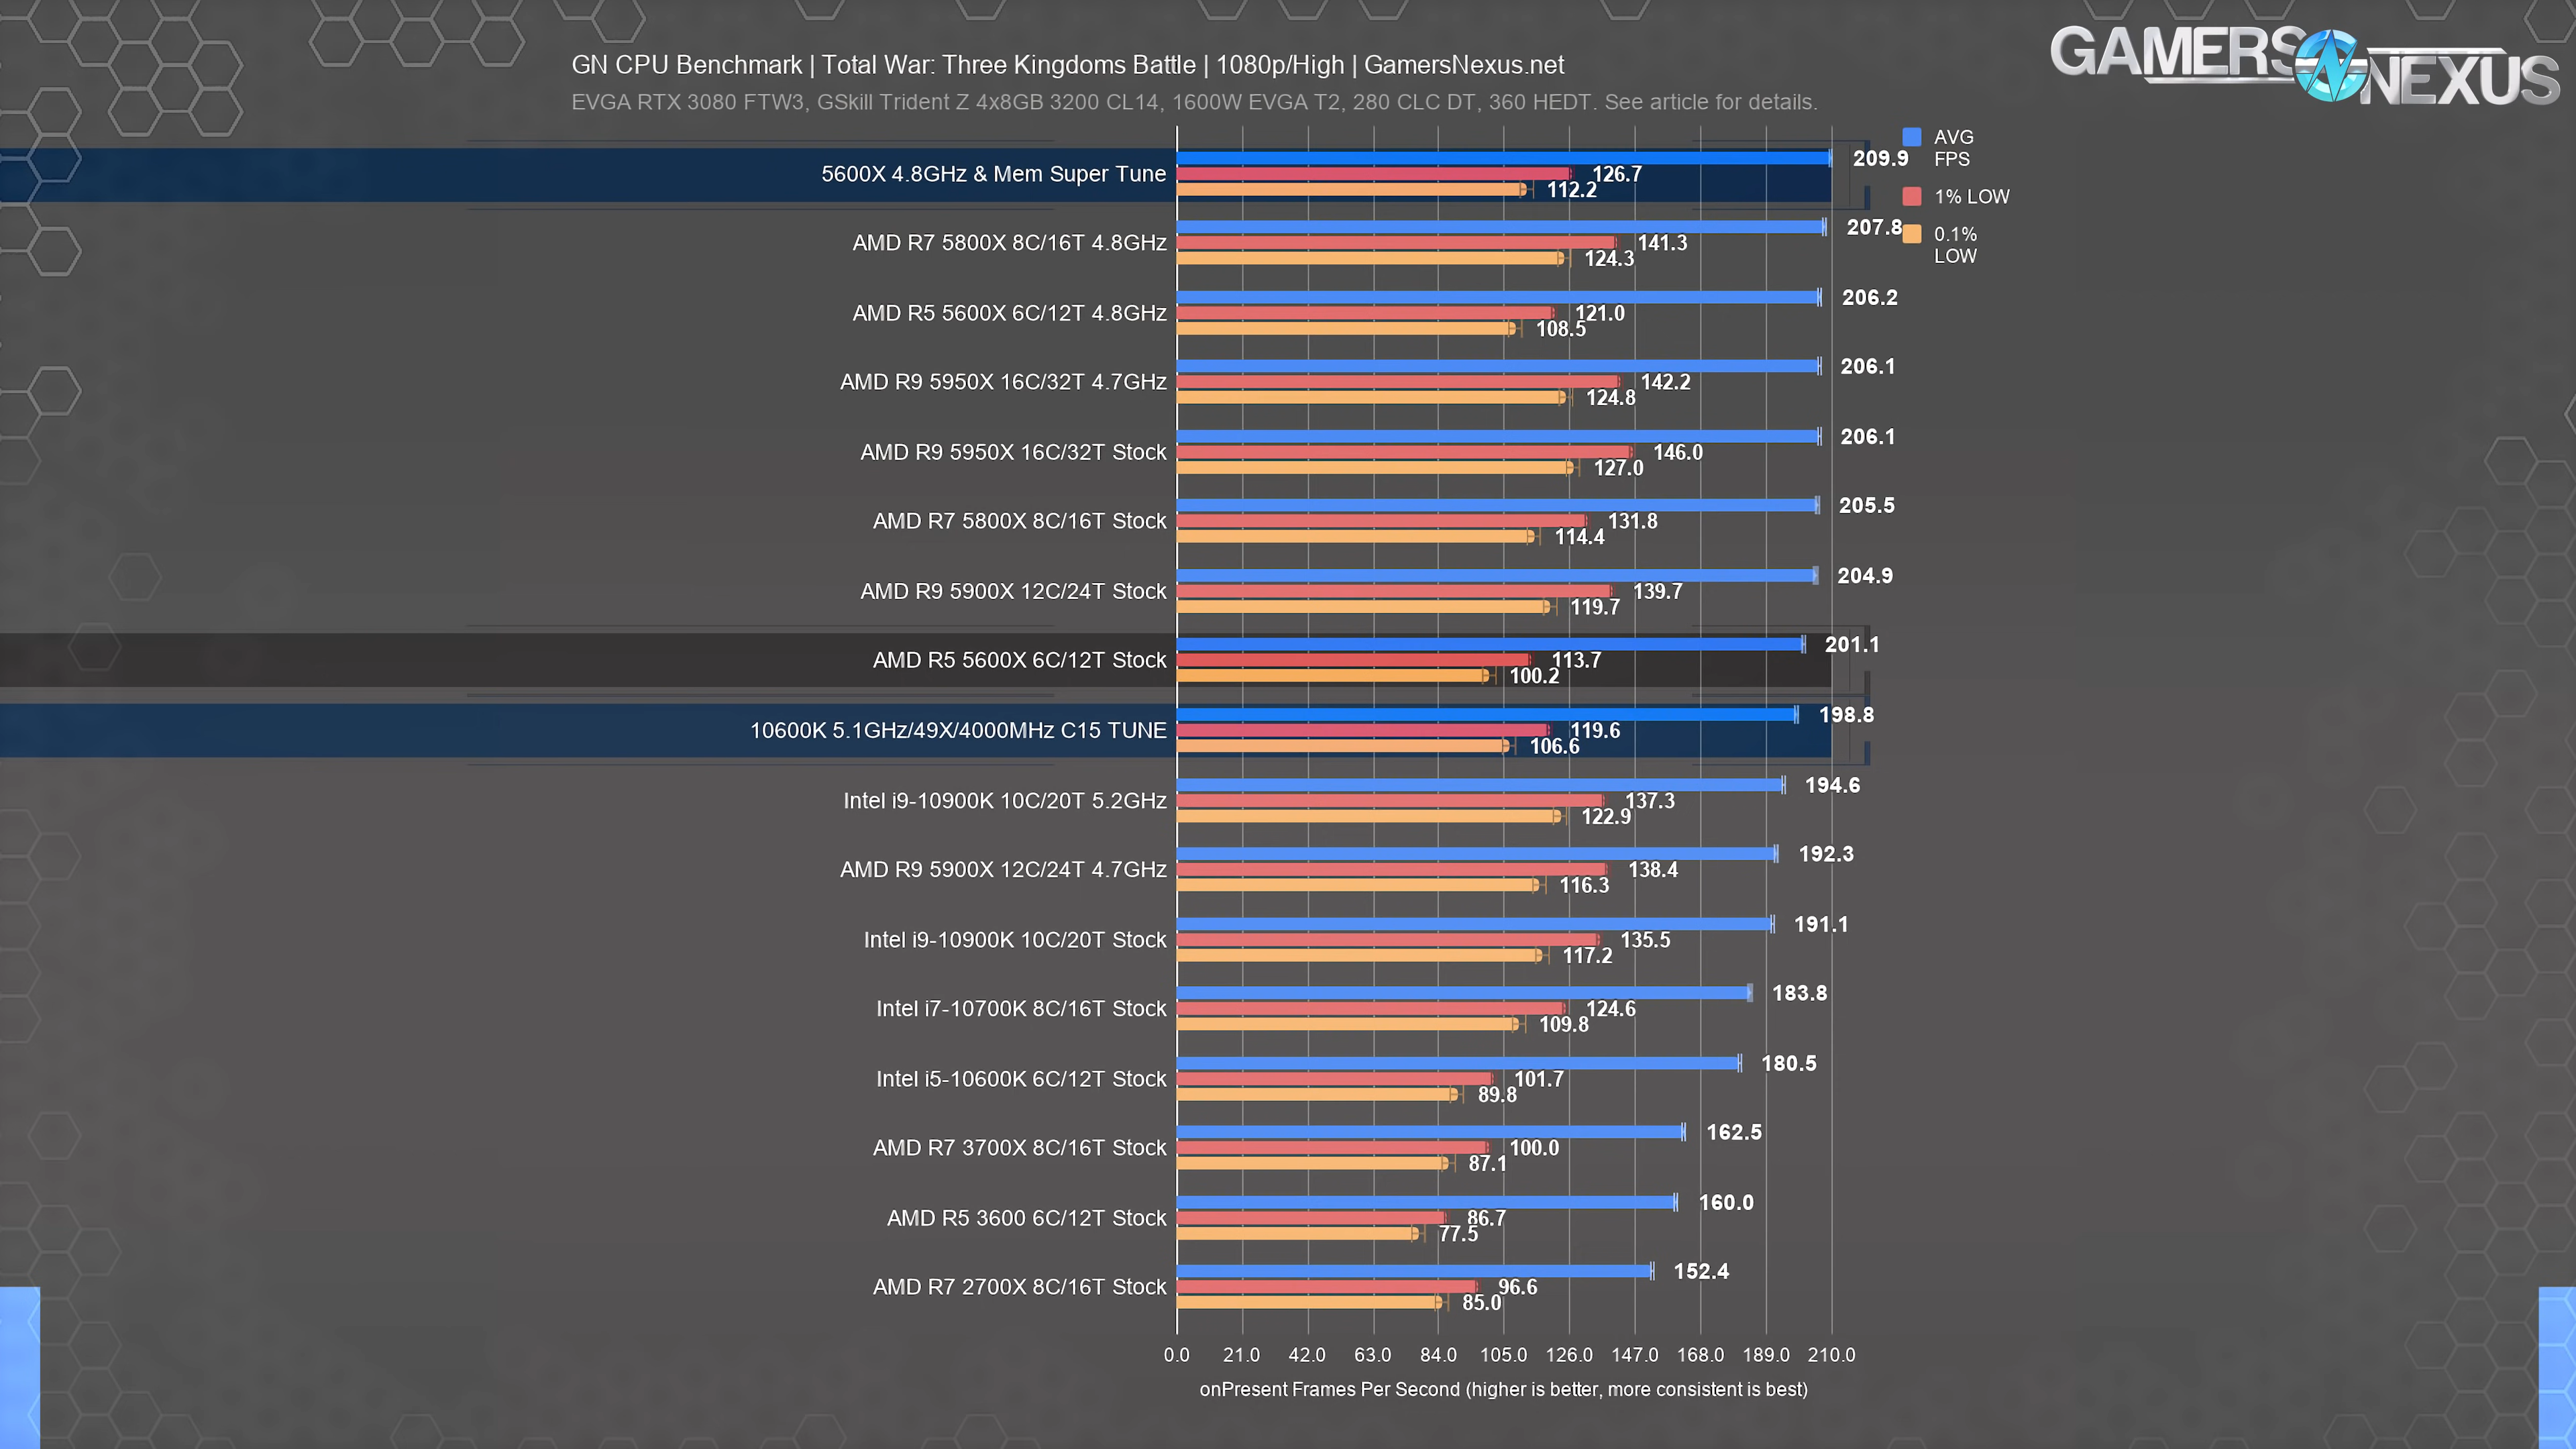 GAMERS NEXUS
GN CPU Benchmark | Total War: Three Kingdoms Battle | 1080p/High | GamersNexus.net
EVGA RTX 3080 FTW3, GSkill Trident Z 4x8GB 3200 CL14, 1600W EVGA T2, 280 CLC DT, 360 HEDT. See article for details.
AVG
FPS
1% LOW
0.1%
LOW
5600X 4.8GHz & Mem Super Tune
209.9
126.7
112.2
AMD R7 5800X 8C/16T 4.8GHz
207.8
141.3
124.3
AMD R5 5600X 6C/12T 4.8GHz
206.2
121.0
108.5
AMD R9 5950X 16C/32T 4.7GHz
206.1
142.2
124.8
AMD R9 5950X 16C/32T Stock
206.1
146.0
127.0
AMD R7 5800X 8C/16T Stock
205.5
131.8
114.4
AMD R9 5900X 12C/24T Stock
204.9
139.7
119.7
AMD R5 5600X 6C/12T Stock
201.1
113.7
100.2
10600K 5.1GHz/49X/4000MHz C15 TUNE
198.8
119.6
106.6
Intel i9-10900K 10C/20T 5.2GHz
194.6
137.3
122.9
AMD R9 5900X 12C/24T 4.7GHz
192.3
138.4
116.3
Intel i9-10900K 10C/20T Stock
191.1
135.5
117.2
Intel i7-10700K 8C/16T Stock
183.8
124.6
109.8
Intel i5-10600K 6C/12T Stock
180.5
101.7
89.8
AMD R7 3700X 8C/16T Stock
162.5
100.0
87.1
AMD R5 3600 6C/12T Stock
160.0
86.7
77.5
AMD R7 2700X 8C/16T Stock
152.4
96.6
85.0
0.0 21.0 42.0 63.0 84.0 105.0 126.0 147.0 168.0 189.0 210.0
onPresent Frames Per Second (higher is better, more consistent is best)